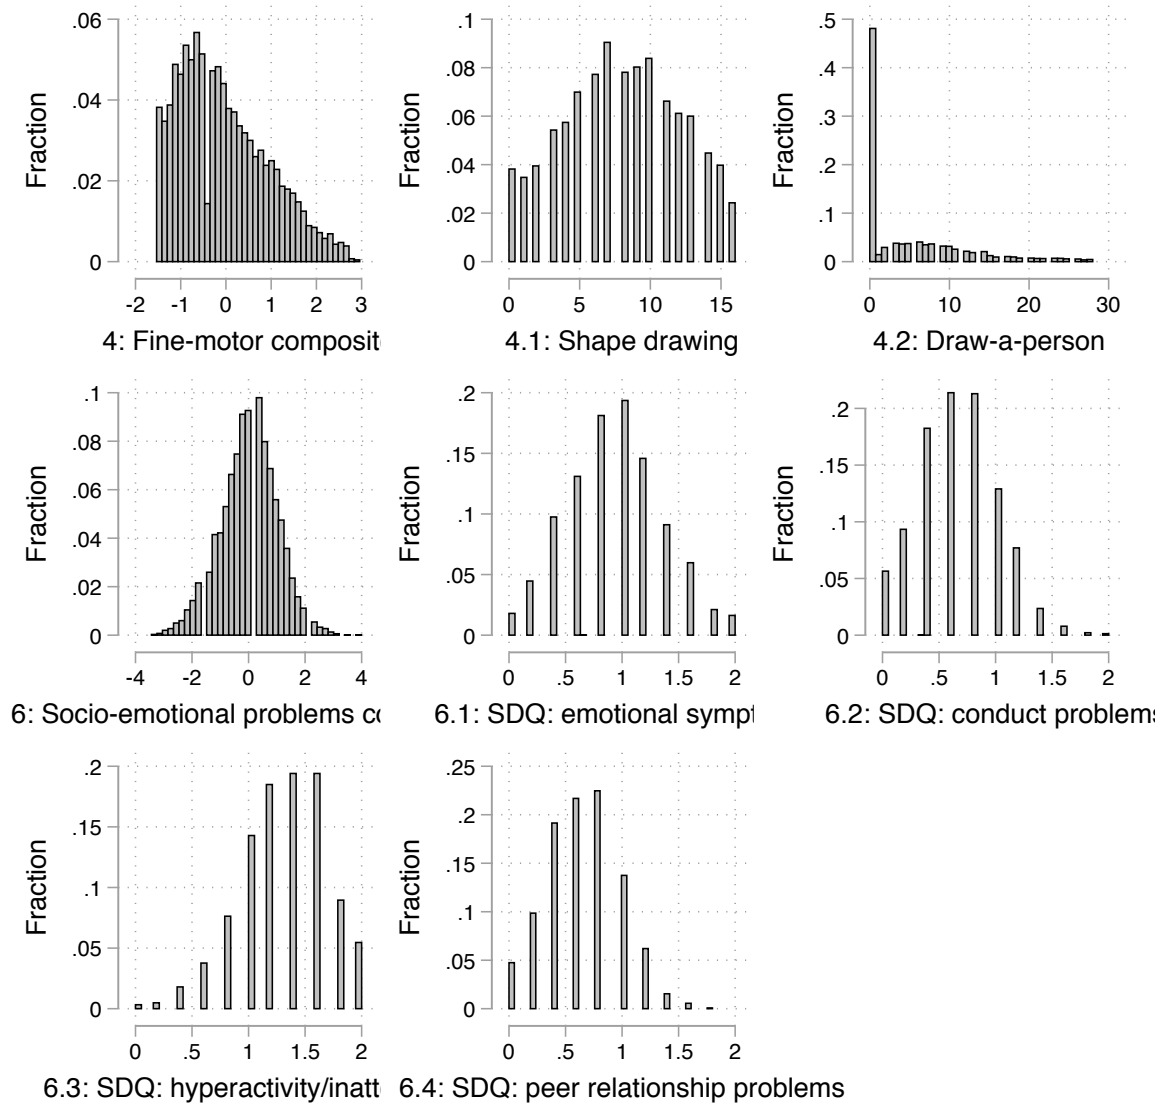 .06
.04
.02
0
Fraction
-2 -1 0 1 2 3
4: Fine-motor composit
.1
.08
.06
.04
.02
0
Fraction
0 5 10 15
4.1: Shape drawing
.5
.4
.3
.2
.1
0
Fraction
0 10 20 30
4.2: Draw-a-person
.1
.08
.06
.04
.02
0
Fraction
-4 -2 0 2 4
6: Socio-emotional problems co
.2
.15
.1
.05
0
Fraction
0 .5 1 1.5 2
6.1: SDQ: emotional sympt
.2
.15
.1
.05
0
Fraction
0 .5 1 1.5 2
6.2: SDQ: conduct problems
.2
.15
.1
.05
0
Fraction
0 .5 1 1.5 2
6.3: SDQ: hyperactivity/inatt
.25
.2
.15
.1
.05
0
Fraction
0 .5 1 1.5 2
6.4: SDQ: peer relationship problems